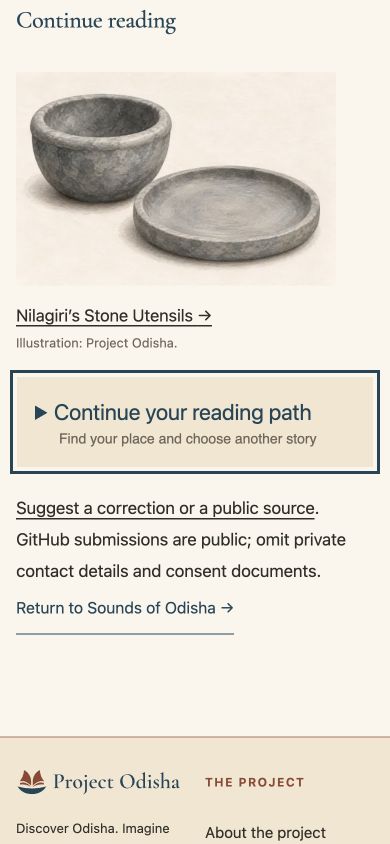 Continue reading
Nilagiri’s Stone Utensils →
Illustration: Project Odisha.
▶ Continue your reading path
Find your place and choose another story
Suggest a correction or a public source.
GitHub submissions are public; omit private
contact details and consent documents.
Return to Sounds of Odisha →
Project Odisha
THE PROJECT
Discover Odisha. Imagine
About the project